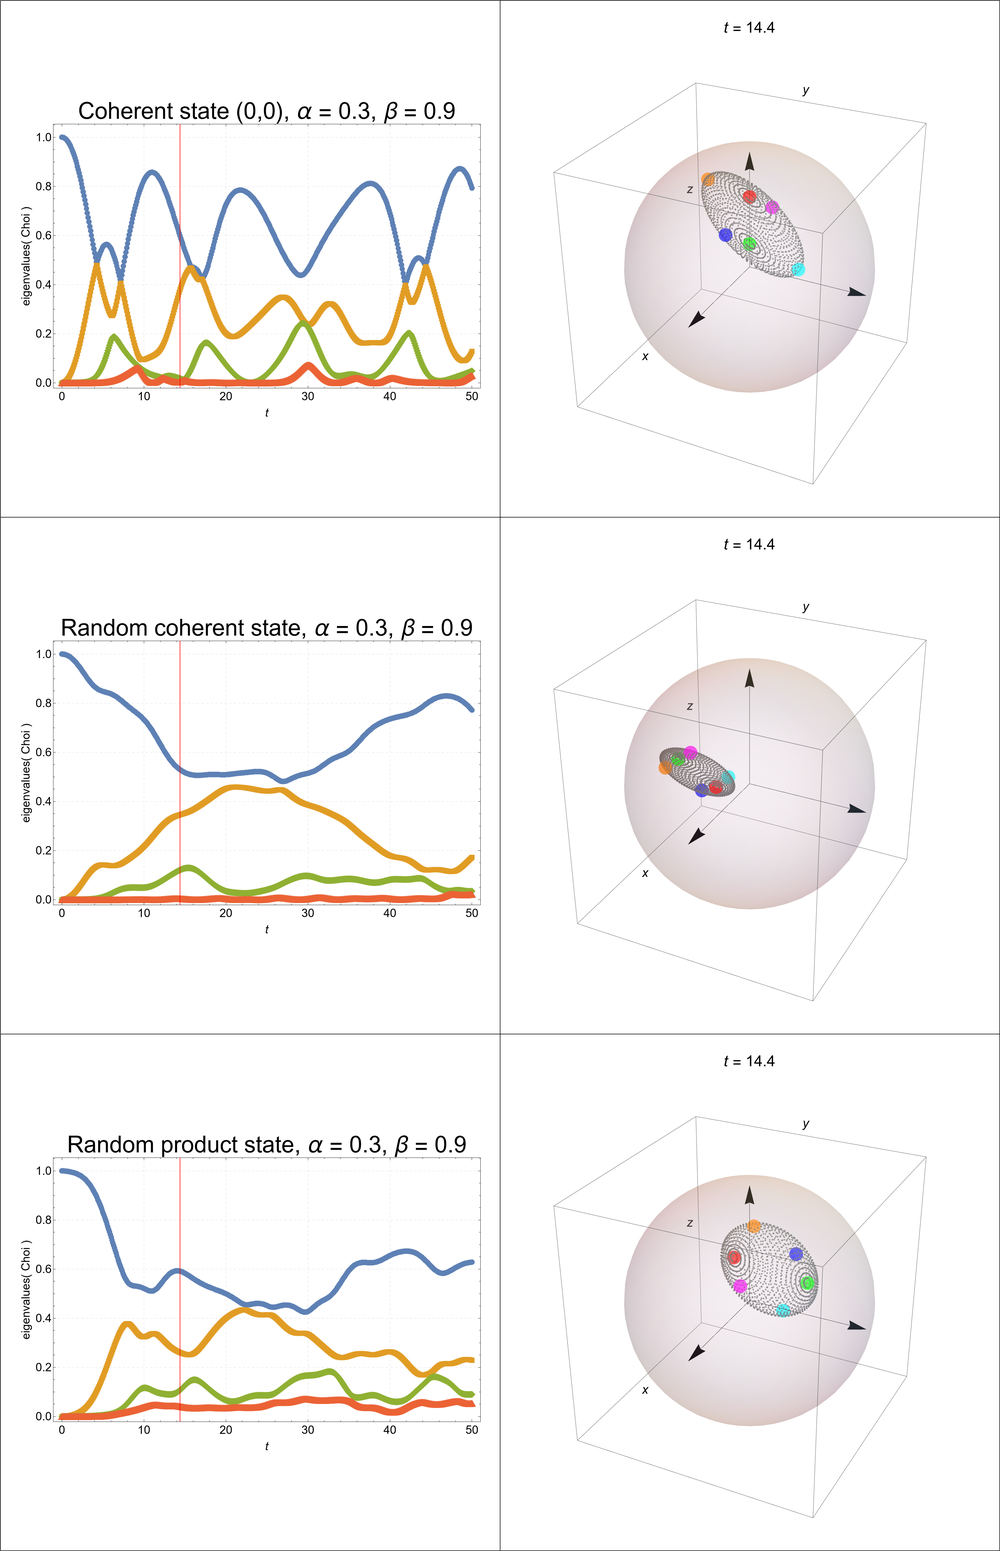 t = 14.4
Coherent state (0,0), α = 0.3, β = 0.9
eigenvalues( Choi )
1.0
0.8
0.6
0.4
0.2
0.0
0 10 20 30 40 50
t
y
z
x
t = 14.4
Random coherent state, α = 0.3, β = 0.9
eigenvalues( Choi )
1.0
0.8
0.6
0.4
0.2
0.0
0 10 20 30 40 50
t
y
z
x
t = 14.4
Random product state, α = 0.3, β = 0.9
eigenvalues( Choi )
1.0
0.8
0.6
0.4
0.2
0.0
0 10 20 30 40 50
t
y
z
x